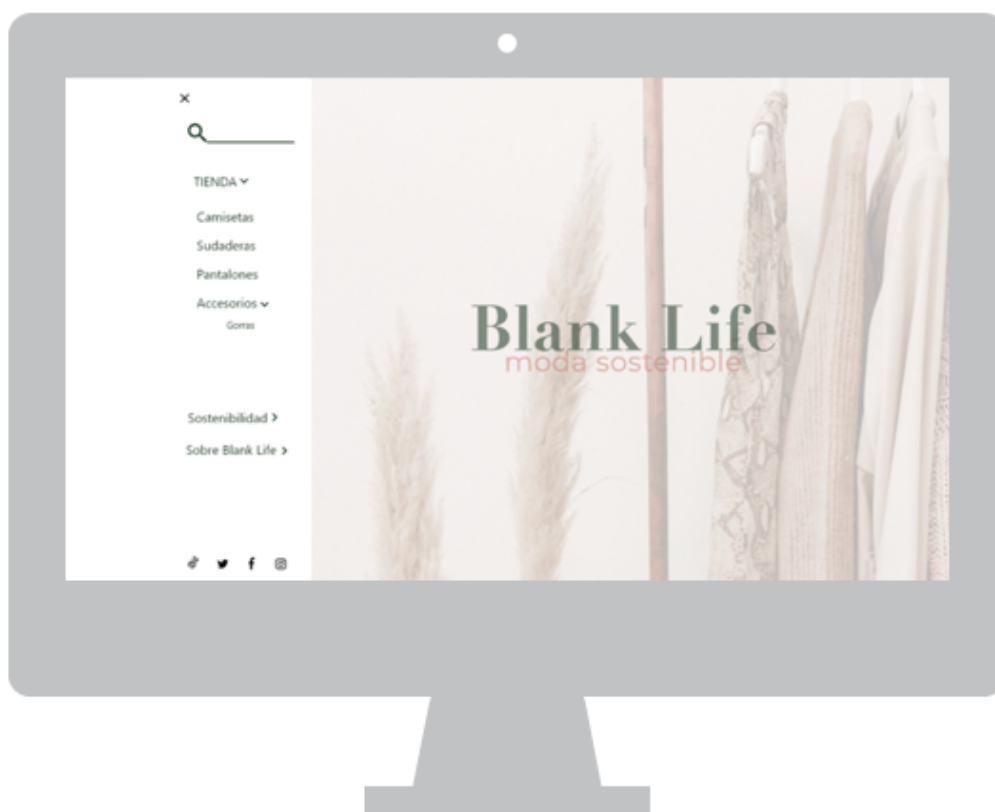 TIENDA
Camisetas
Sudaderas
Pantalones
Accesorios
Gorras
Sostenibilidad
Sobre Blank Life
Blank Life
moda sostenible